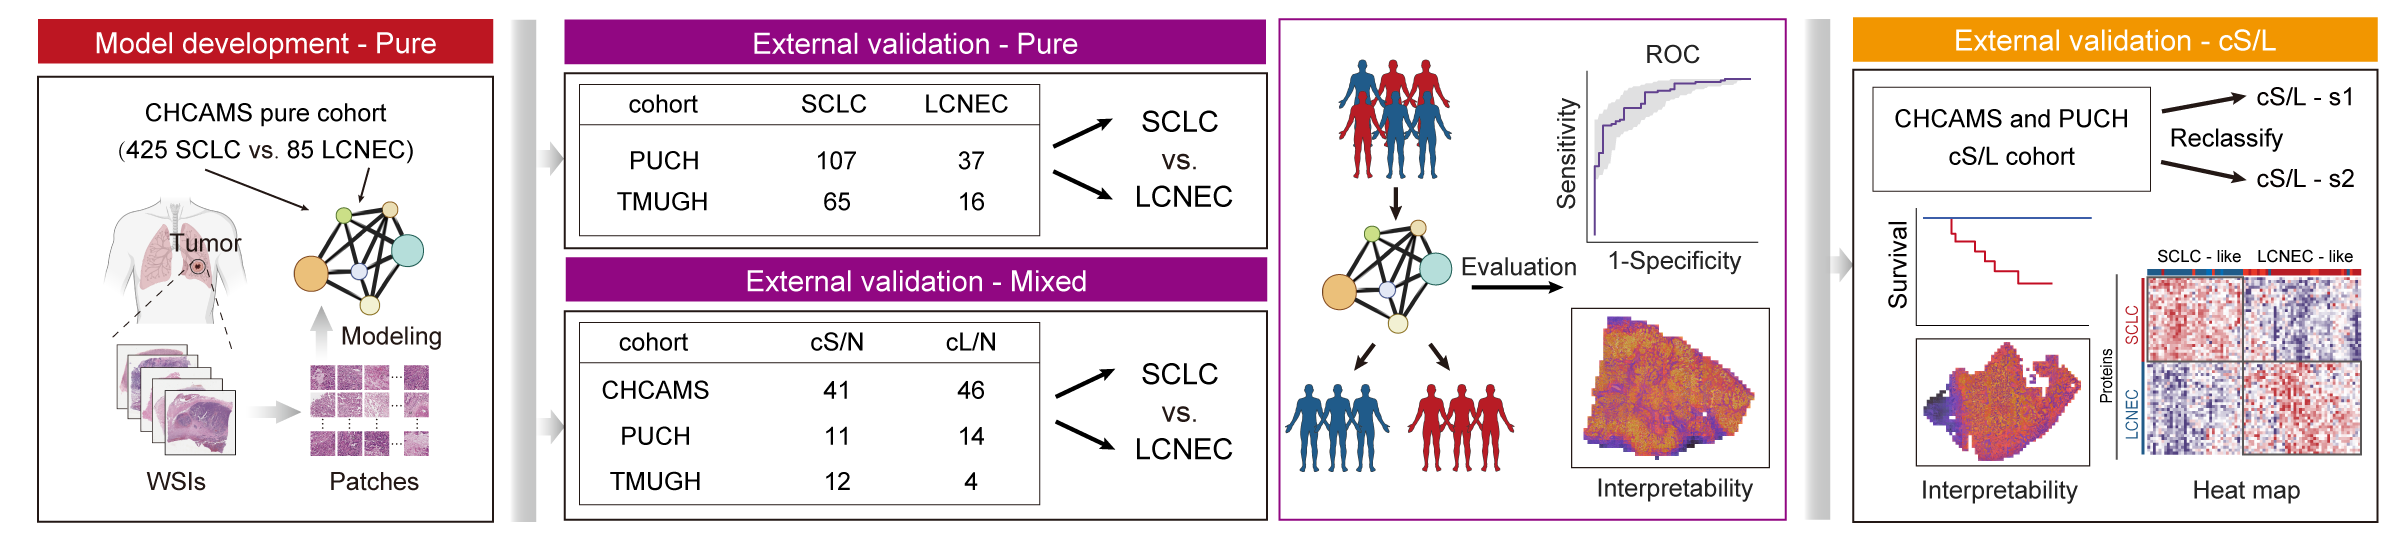 Model development - Pure
CHCAMS pure cohort
(425 SCLC vs. 85 LCNEC)
Tumor
Modeling
WSIs
Patches
External validation - Pure
cohort SCLC LCNEC
PUCH 107 37
TMUGH 65 16
SCLC
vs.
LCNEC
External validation - Mixed
cohort cS/N cL/N
CHCAMS 41 46
PUCH 11 14
TMUGH 12 4
SCLC
vs.
LCNEC
ROC
Sensitivity
1-Specificity
Evaluation
Interpretability
External validation - cS/L
CHCAMS and PUCH
cS/L cohort
cS/L - s1
Reclassify
cS/L - s2
Survival
Interpretability
SCLC - like LCNEC - like
Proteins
SCLC
LCNEC
Heat map